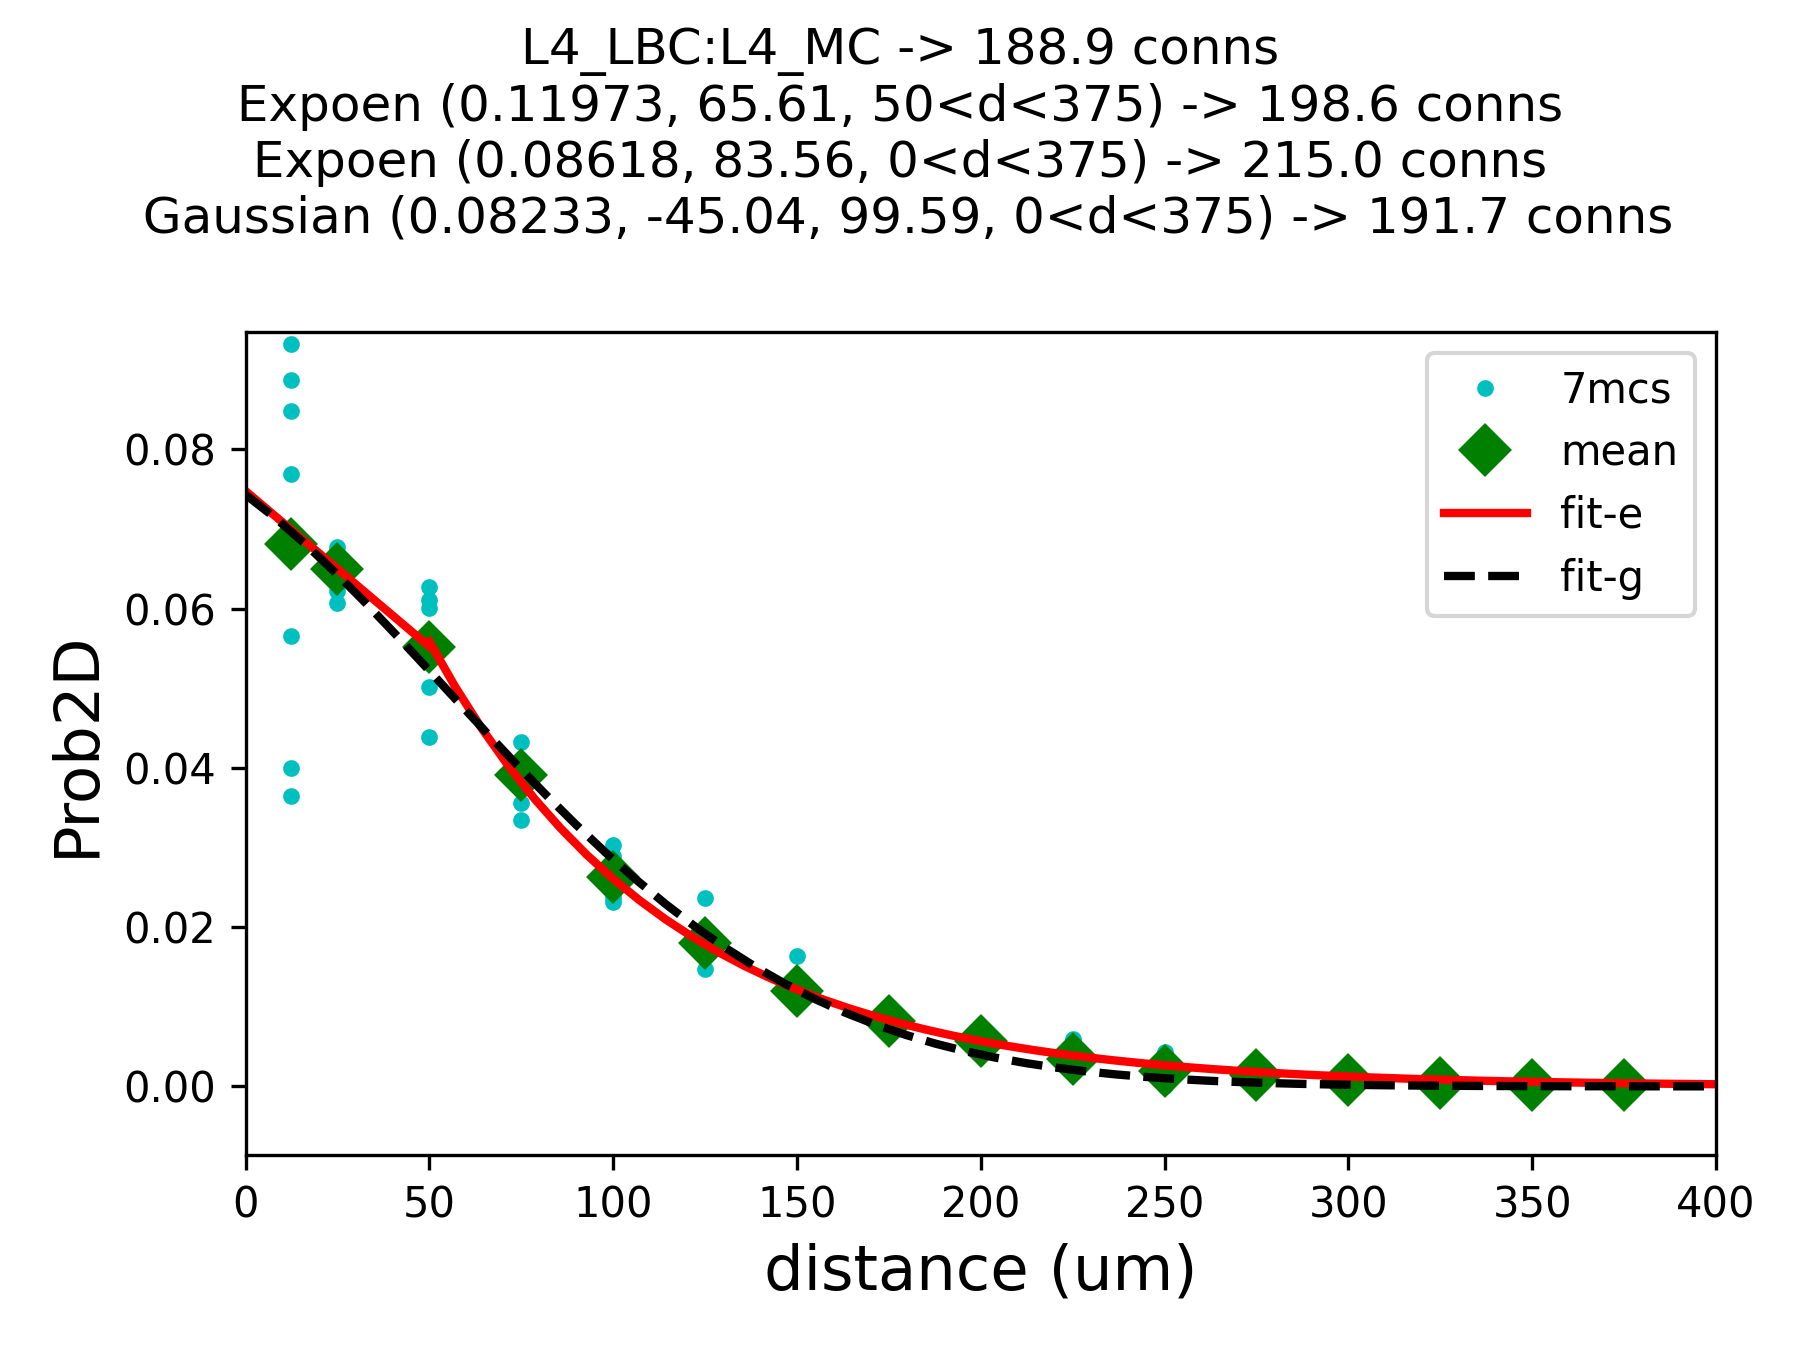 L4_LBC:L4_MC -> 188.9 conns
Expoen (0.11973, 65.61, 50<d<375) -> 198.6 conns
Expoen (0.08618, 83.56, 0<d<375) -> 215.0 conns
Gaussian (0.08233, -45.04, 99.59, 0<d<375) -> 191.7 conns
7mcs
mean
fit-e
fit-g
Prob2D
0.08
0.06
0.04
0.02
0.00
0 50 100 150 200 250 300 350 400
distance (um)